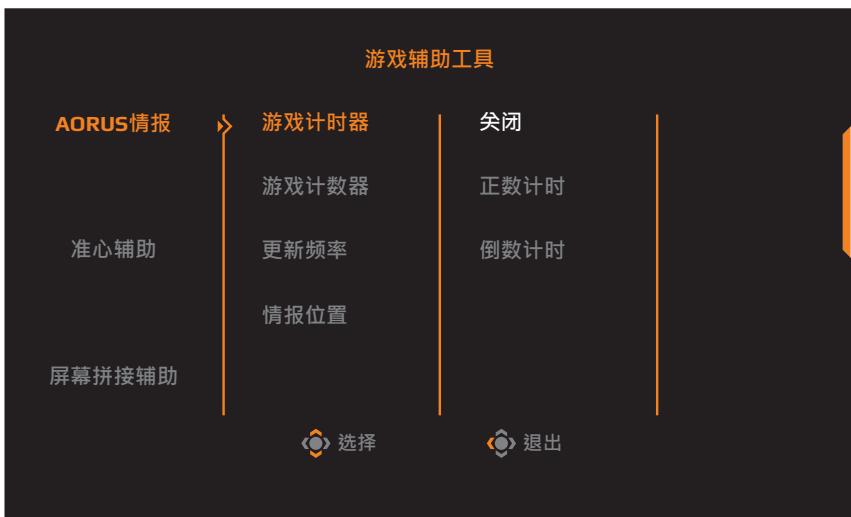 游戏辅助工具
AORUS情报
游戏计时器
关闭
游戏计数器
正数计时
准心辅助
更新频率
倒数计时
情报位置
屏幕拼接辅助
选择
退出